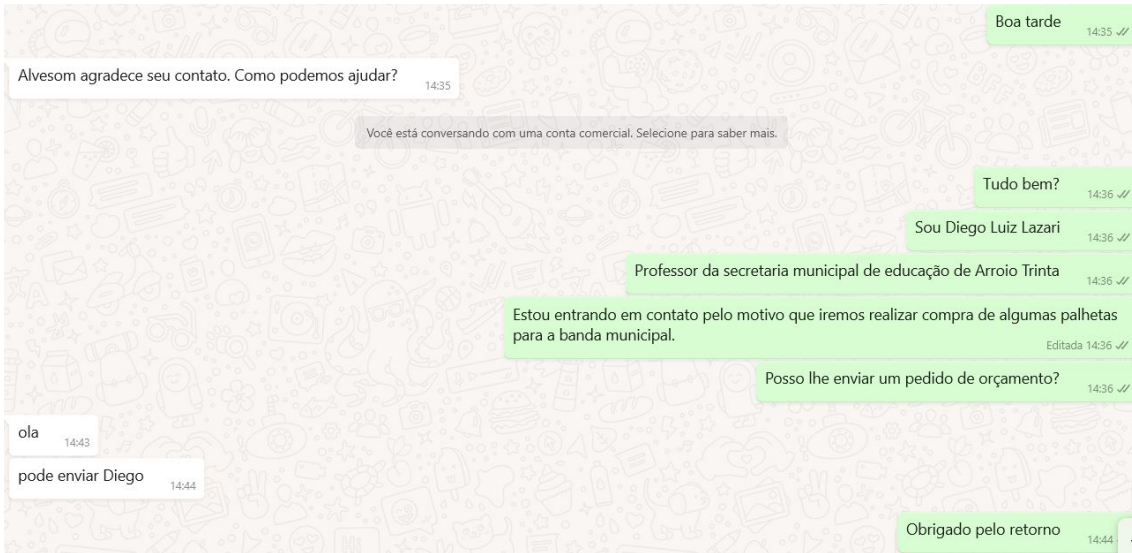 Boa tarde
14:35
Alvesom agradece seu contato. Como podemos ajudar?
14:35
Você está conversando com uma conta comercial. Selecione para saber mais.
Tudo bem?
14:36
Sou Diego Luiz Lazari
14:36
Professor da secretaria municipal de educação de Arroio Trinta
14:36
Estou entrando em contato pelo motivo que iremos realizar compra de algumas palhetas
para a banda municipal.
Editada 14:36
Posso lhe enviar um pedido de orçamento?
14:36
ola
14:43
pode enviar Diego
14:44
Obrigado pelo retorno
14:44